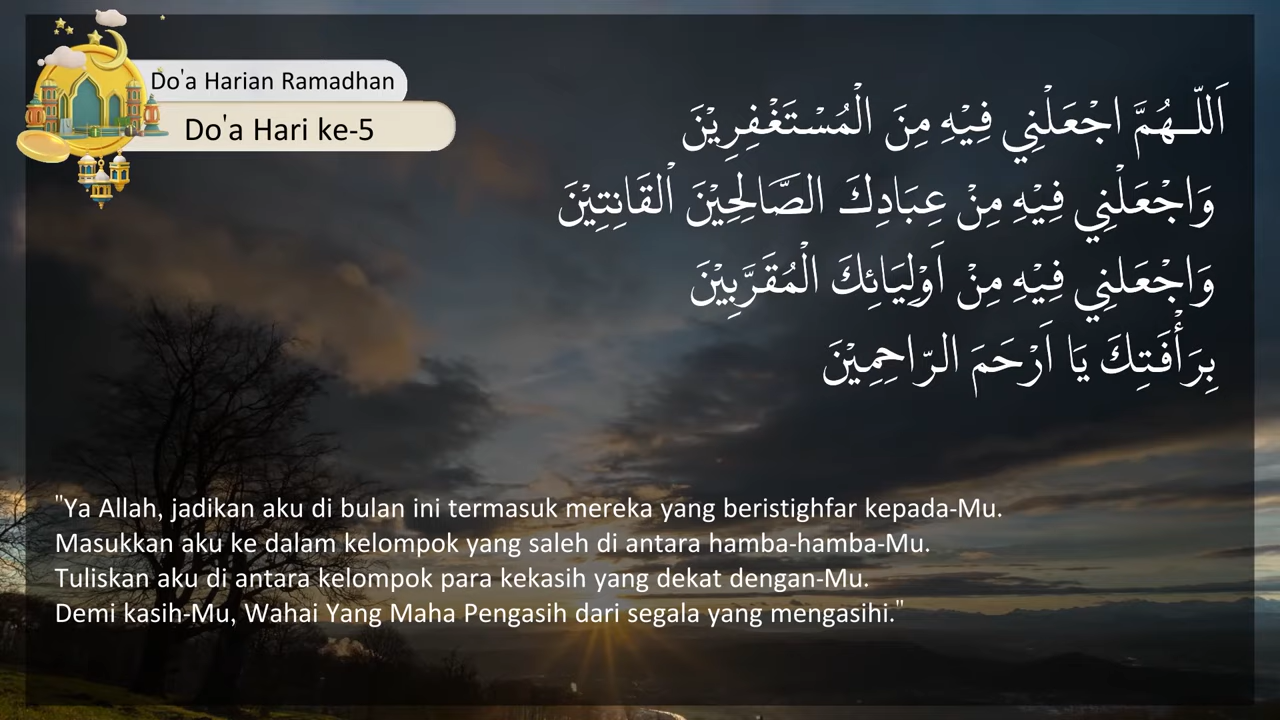 Do'a Harian Ramadhan
Do'a Hari ke-5
اَللّـهُمَّ اجْعَلْنِي فِيْهِ مِنَ الْمُسْتَغْفِرِيْنَ
وَاجْعَلْنِي فِيْهِ مِنْ عِبَادِكَ الصَّالِحِيْنَ اْلقَانِتِيْنَ
وَاجْعَلنِي فِيْهِ مِنْ اَوْلِيَائِكَ الْمُقَرَّبِيْنَ
بِرَأْفَتِكَ يَا اَرْحَمَ الرّاحِمِيْنَ
"Ya Allah, jadikan aku di bulan ini termasuk mereka yang beristighfar kepada-Mu.
Masukkan aku ke dalam kelompok yang saleh di antara hamba-hamba-Mu.
Tuliskan aku di antara kelompok para kekasih yang dekat dengan-Mu.
Demi kasih-Mu, Wahai Yang Maha Pengasih dari segala yang mengasihi."